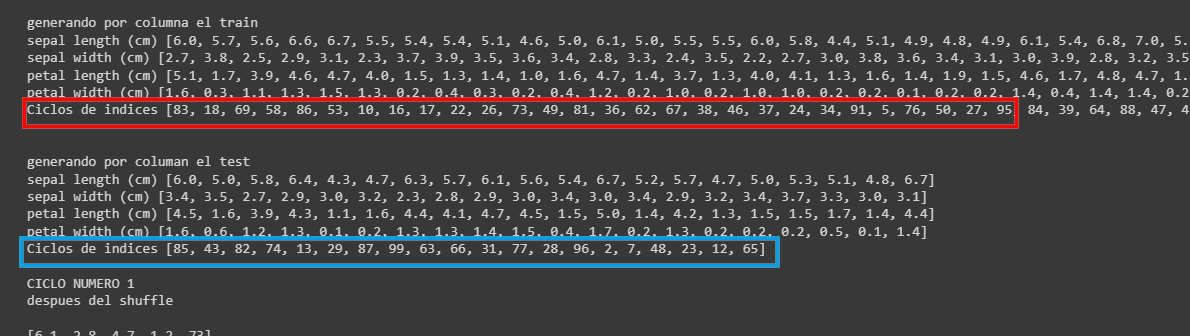 generando por columna el train
sepal length (cm) [6.0, 5.7, 5.6, 6.6, 6.7, 5.5, 5.4, 5.4, 5.1, 4.6, 5.0, 6.1, 5.0, 5.5, 5.5, 6.0, 5.8, 4.4, 5.1, 4.9, 4.8, 4.9, 6.1, 5.4, 6.8, 7.0, 5.
sepal width (cm) [2.7, 3.8, 2.5, 2.9, 3.1, 2.3, 3.7, 3.9, 3.5, 3.6, 3.4, 2.8, 3.3, 2.4, 3.5, 2.2, 2.7, 3.0, 3.8, 3.6, 3.4, 3.1, 3.0, 3.9, 2.8, 3.2, 3.5
petal length (cm) [5.1, 1.7, 3.9, 4.6, 4.7, 4.0, 1.5, 1.3, 1.4, 1.0, 1.6, 4.7, 1.4, 3.7, 1.3, 4.0, 4.1, 1.3, 1.6, 1.4, 1.9, 1.5, 4.6, 1.7, 4.8, 4.7, 1.
petal width (cm) [1.6, 0.3, 1.1, 1.3, 1.5, 1.3, 0.2, 0.4, 0.3, 0.2, 0.4, 1.2, 0.2, 1.0, 0.2, 1.0, 1.0, 0.2, 0.2, 0.1, 0.2, 0.2, 1.4, 0.4, 1.4, 1.4, 0.2
Ciclos de indices [83, 18, 69, 58, 86, 53, 10, 16, 17, 22, 26, 73, 49, 81, 36, 62, 67, 38, 46, 37, 24, 34, 91, 5, 76, 50, 27, 95, 84, 39, 64, 88, 47, 4
generando por columan el test
sepal length (cm) [6.0, 5.0, 5.8, 6.4, 4.3, 4.7, 6.3, 5.7, 6.1, 5.6, 5.4, 6.7, 5.2, 5.7, 4.7, 5.0, 5.3, 5.1, 4.8, 6.7]
sepal width (cm) [3.4, 3.5, 2.7, 2.9, 3.0, 3.2, 2.3, 2.8, 2.9, 3.0, 3.4, 3.0, 3.4, 2.9, 3.2, 3.4, 3.7, 3.3, 3.0, 3.1]
petal length (cm) [4.5, 1.6, 3.9, 4.3, 1.1, 1.6, 4.4, 4.1, 4.7, 4.5, 1.5, 5.0, 1.4, 4.2, 1.3, 1.5, 1.5, 1.7, 1.4, 4.4]
petal width (cm) [1.6, 0.6, 1.2, 1.3, 0.1, 0.2, 1.3, 1.3, 1.4, 1.5, 0.4, 1.7, 0.2, 1.3, 0.2, 0.2, 0.2, 0.5, 0.1, 1.4]
Ciclos de indices [85, 43, 82, 74, 13, 29, 87, 99, 63, 66, 31, 77, 28, 96, 2, 7, 48, 23, 12, 65]
CICLO NUMERO 1
despues del shuffle
[6.1, 2.8, 4.7, 1.2, 73]